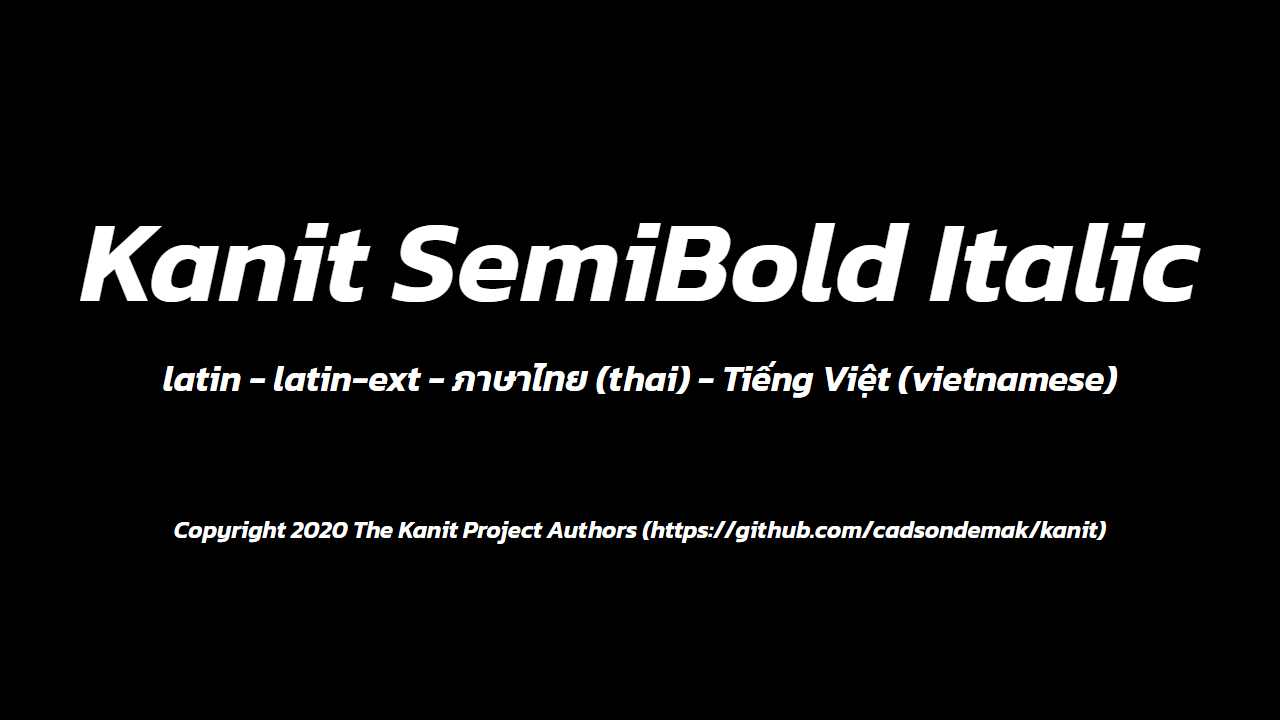 Kanit SemiBold Italic
latin - latin-ext - ภาษาไทย (thai) - Tiếng Việt (vietnamese)
Copyright 2020 The Kanit Project Authors (https://github.com/cadsondemak/kanit)